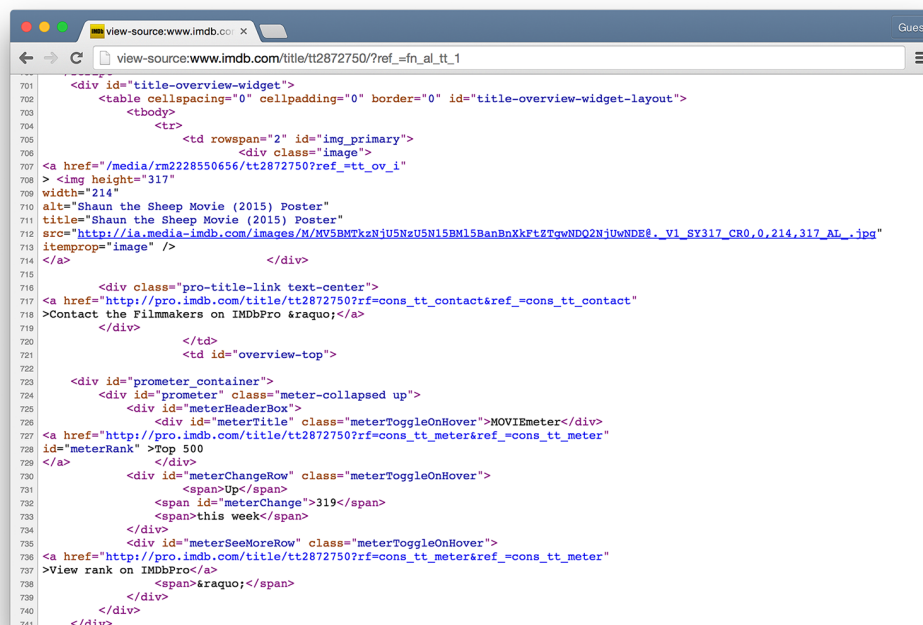 IMDb view-source:www.imdb.co
Gues
view-source:www.imdb.com/title/tt2872750/?ref_=fn_al_tt_1
701 <div id="title-overview-widget">
702 <table cellspacing="0" cellpadding="0" border="0" id="title-overview-widget-layout">
703 <tbody>
704 <tr>
705 <td rowspan="2" id="img_primary">
706 <div class="image">
707 <a href="/media/rm2228550656/tt2872750?ref_=tt_ov_i"
708 > <img height="317"
709 width="214"
710 alt="Shaun the Sheep Movie (2015) Poster"
711 title="Shaun the Sheep Movie (2015) Poster"
712 src="http://ia.media-imdb.com/images/M/MV5BMTkzNjU5NzU5N15BMl5BanBnXkFtZTgwNDQ2NjUwNDE@._V1_SY317_CR0,0,214,317_AL_.jpg"
713 itemprop="image" />
714 </a> </div>
715
716 <div class="pro-title-link text-center">
717 <a href="http://pro.imdb.com/title/tt2872750?rf=cons_tt_contact&ref_=cons_tt_contact"
718 >Contact the Filmmakers on IMDbPro &raquo;</a>
719 </div>
720 </td>
721 <td id="overview-top">
722
723 <div id="prometer_container">
724 <div id="prometer" class="meter-collapsed up">
725 <div id="meterHeaderBox">
726 <div id="meterTitle" class="meterToggleOnHover">MOVIEmeter</div>
727 <a href="http://pro.imdb.com/title/tt2872750?rf=cons_tt_meter&ref_=cons_tt_meter"
728 id="meterRank" >Top 500
729 </a> </div>
730 <div id="meterChangeRow" class="meterToggleOnHover">
731 <span>Up</span>
732 <span id="meterChange">319</span>
733 <span>this week</span>
734 </div>
735 <div id="meterSeeMoreRow" class="meterToggleOnHover">
736 <a href="http://pro.imdb.com/title/tt2872750?rf=cons_tt_meter&ref_=cons_tt_meter"
737 >View rank on IMDbPro</a>
738 <span>&raquo;</span>
739 </div>
740 </div>
741 </div>